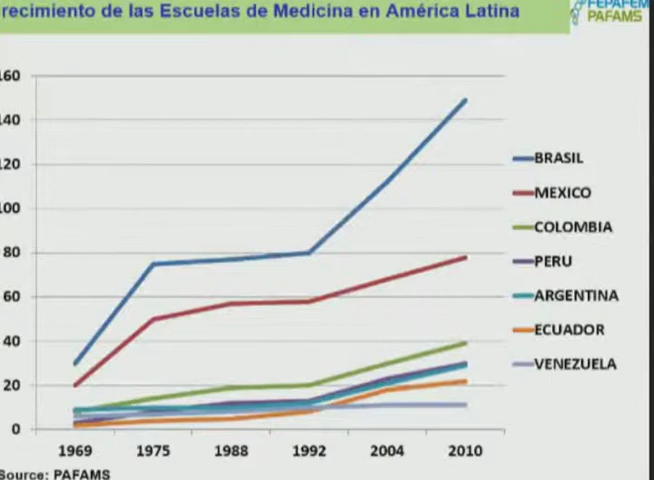 recimiento de las Escuelas de Medicina en América Latina
FEPAFEM
PAFAMS
160
140
120
100
80
60
40
20
0
1969 1975 1988 1992 2004 2010
BRASIL
MEXICO
COLOMBIA
PERU
ARGENTINA
ECUADOR
VENEZUELA
Source: PAFAMS